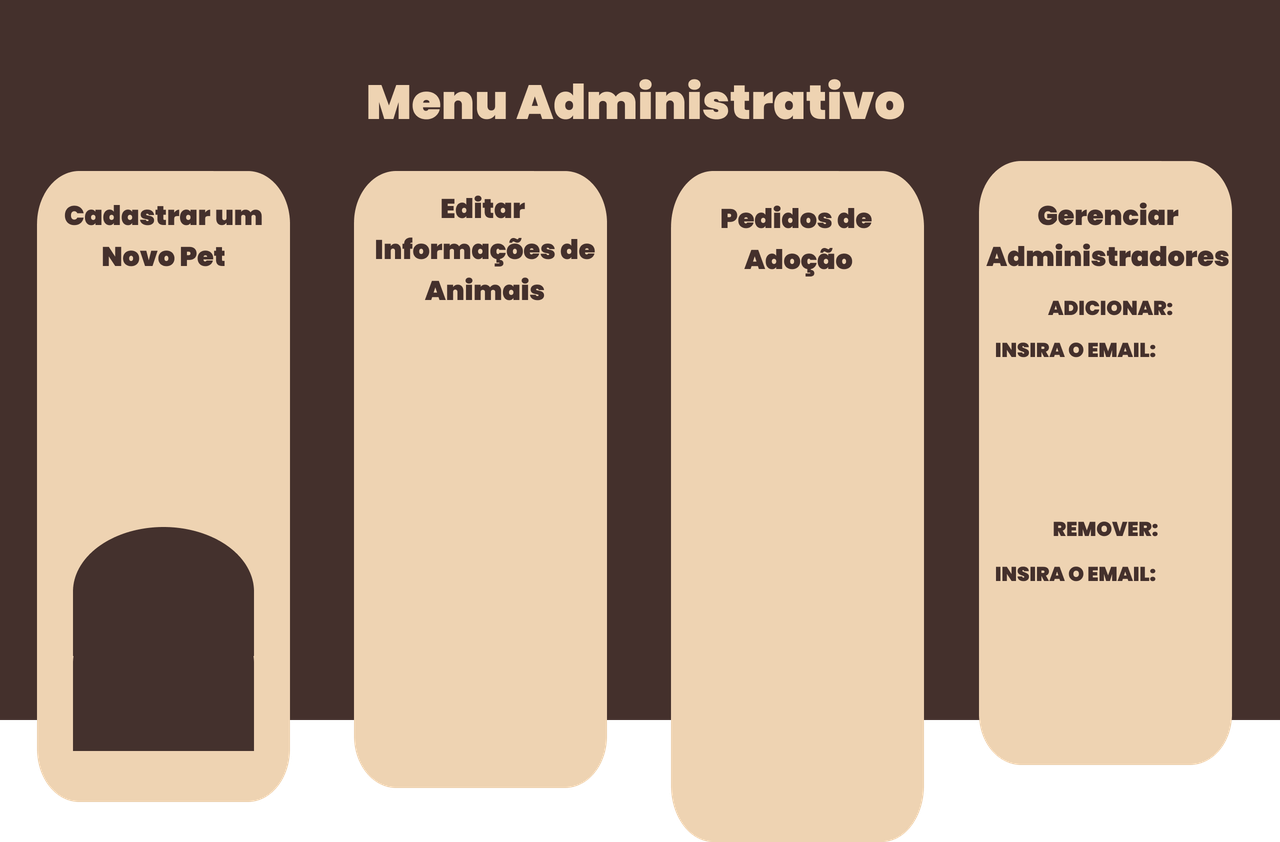 Menu Administrativo
Cadastrar um
Novo Pet
Editar
Informações de
Animais
Pedidos de
Adoção
Gerenciar
Administradores
ADICIONAR:
INSIRA O EMAIL:
REMOVER:
INSIRA O EMAIL: